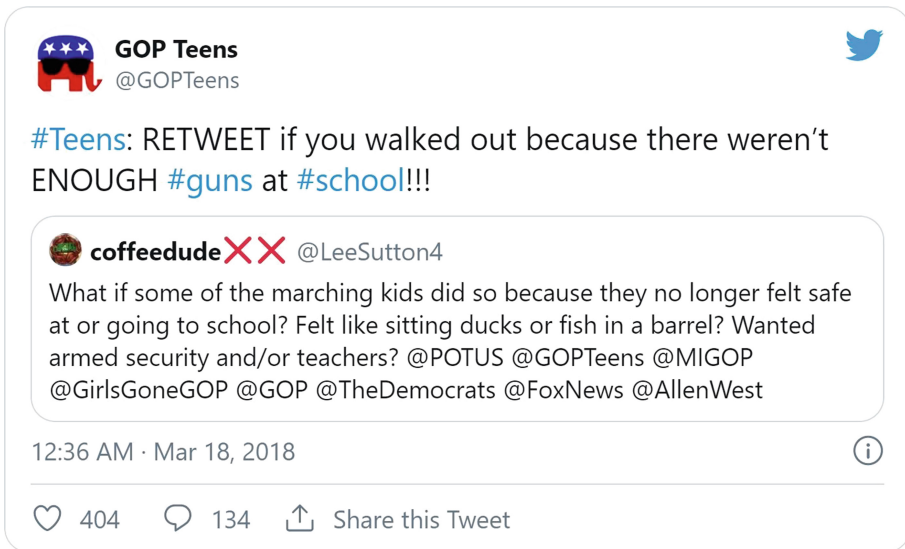 GOP Teens
@GOPTeens
#Teens: RETWEET if you walked out because there weren’t
ENOUGH #guns at #school!!!
coffeedude❌❌ @LeeSutton4
What if some of the marching kids did so because they no longer felt safe
at or going to school? Felt like sitting ducks or fish in a barrel? Wanted
armed security and/or teachers? @POTUS @GOPTeens @MIGOP
@GirlsGoneGOP @GOP @TheDemocrats @FoxNews @AllenWest
12:36 AM · Mar 18, 2018
404 134 Share this Tweet